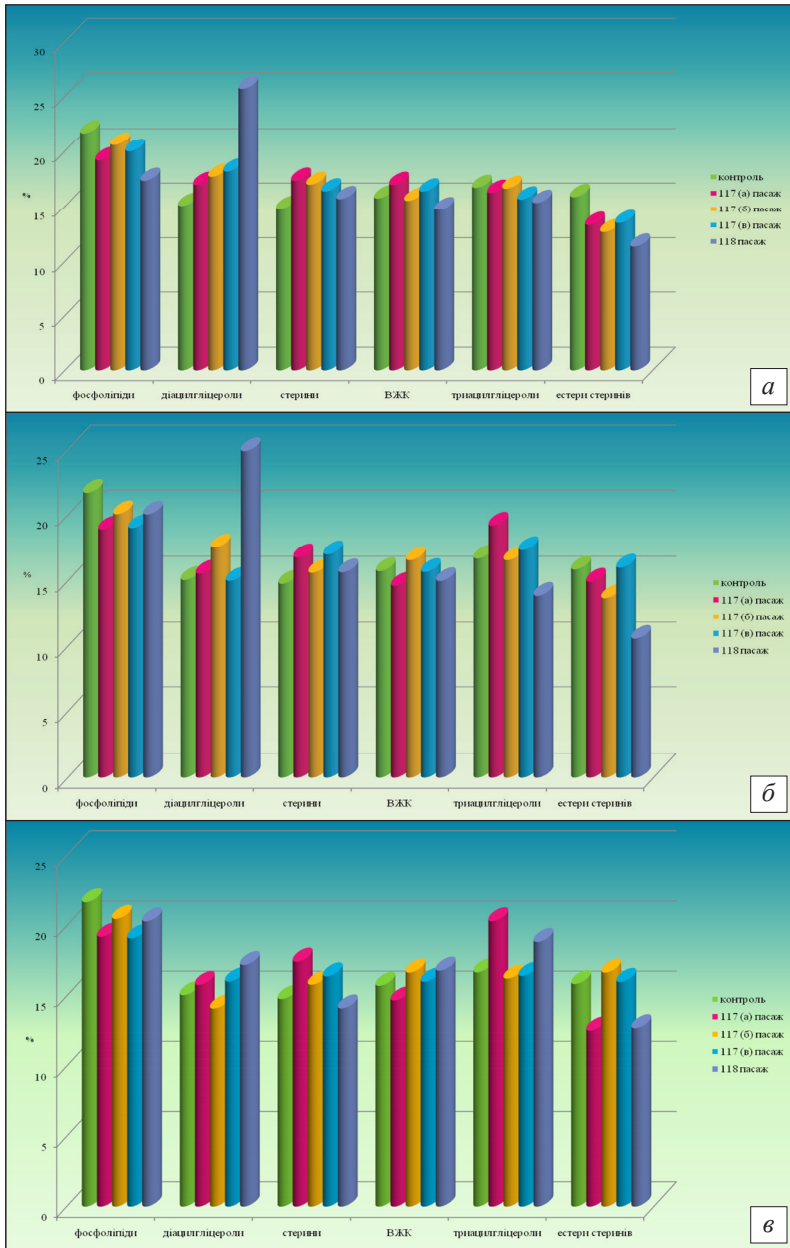 30
25
20
15
10
5
0
%
фосфоліпіди діацилгліцероли стерини ВЖК триацилгліцероли естери стеринів
контроль
117 (а) пасаж
117 (б) пасаж
117 (в) пасаж
118 пасаж
а
25
20
15
10
5
0
%
фосфоліпіди діацилгліцероли стерини ВЖК триацилгліцероли естери стеринів
контроль
117 (а) пасаж
117 (б) пасаж
117 (в) пасаж
118 пасаж
б
25
20
15
10
5
0
%
фосфоліпіди діацилгліцероли стерини ВЖК триацилгліцероли естери стеринів
контроль
117 (а) пасаж
117 (б) пасаж
117 (в) пасаж
118 пасаж
в